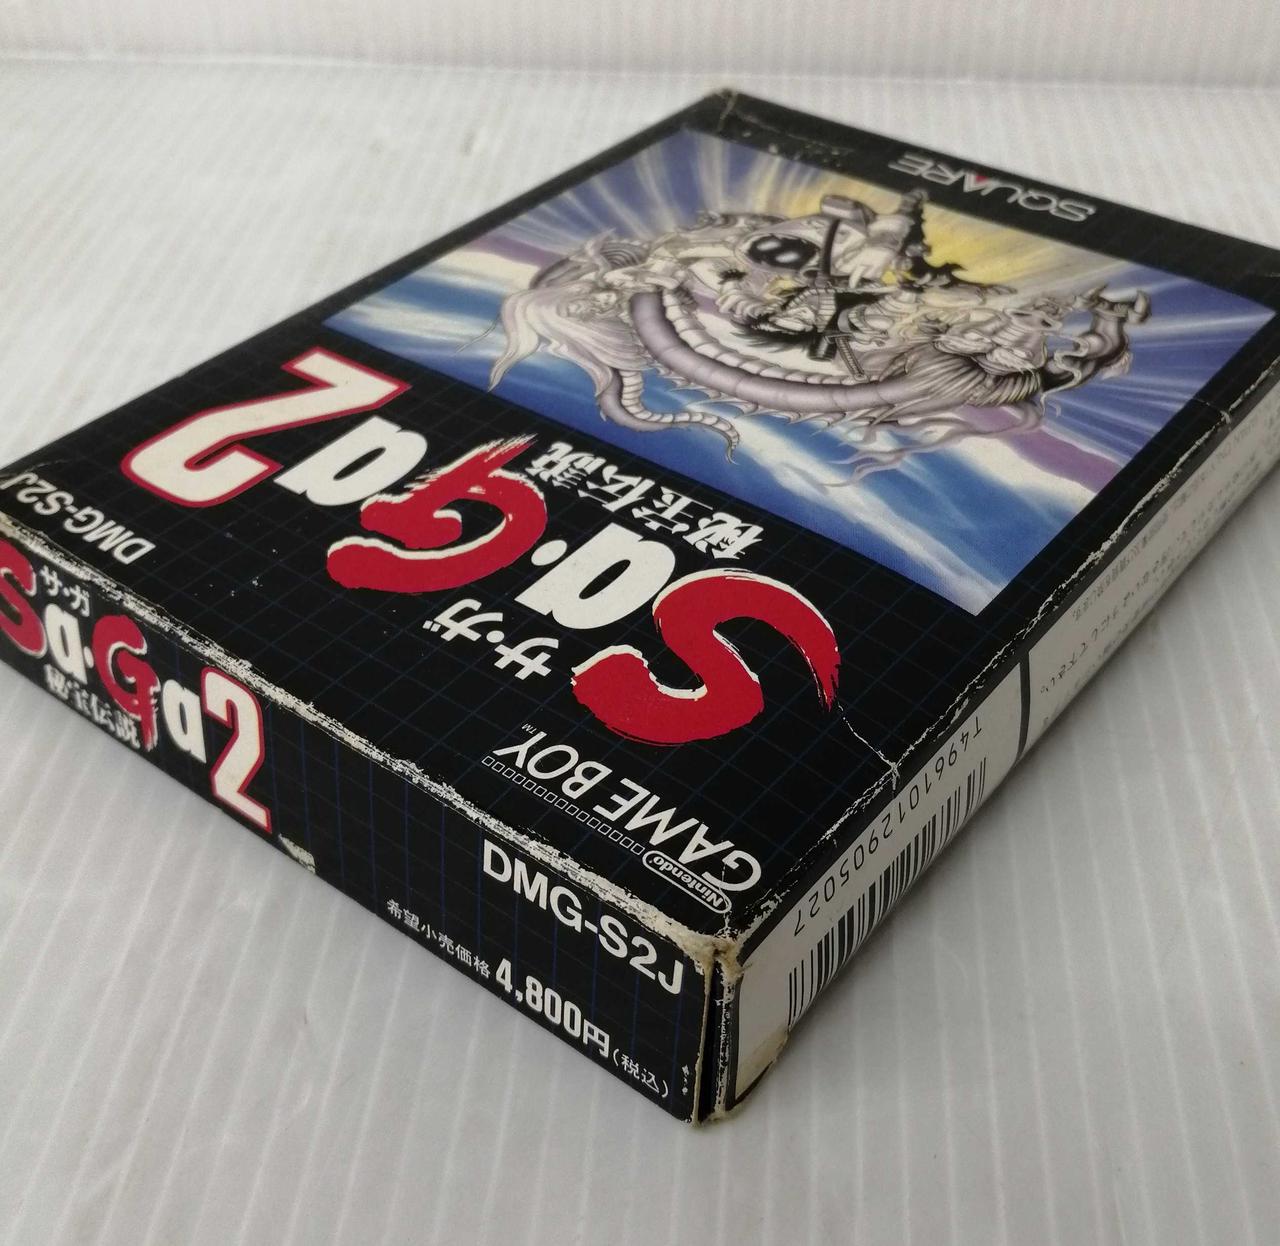 SQUARE
Nintendo
GAME BOY™
サ・ガ
Sa・Ga2
秘宝伝説
DMG-S2J
サ・ガ
Sa・Ga2
秘宝伝説
DMG-S2J
希望小売価格 4,800円(税込)
T4961012905027